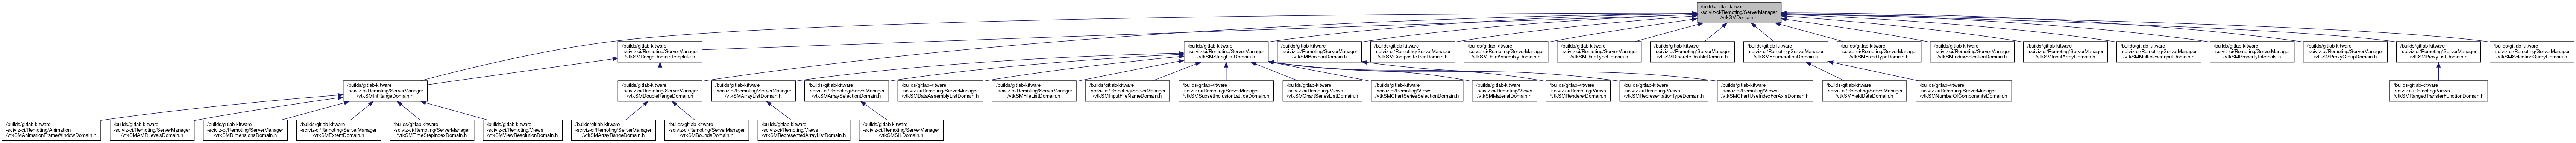 /builds/gitlab-kitware
-sciviz-ci/Remoting/ServerManager
/vtkSMDomain.h
/builds/gitlab-kitware
-sciviz-ci/Remoting/ServerManager
/vtkSMRangeDomainTemplate.h
/builds/gitlab-kitware
-sciviz-ci/Remoting/ServerManager
/vtkSMStringListDomain.h
/builds/gitlab-kitware
-sciviz-ci/Remoting/ServerManager
/vtkSMBooleanDomain.h
/builds/gitlab-kitware
-sciviz-ci/Remoting/ServerManager
/vtkSMCompositeTreeDomain.h
/builds/gitlab-kitware
-sciviz-ci/Remoting/ServerManager
/vtkSMDataAssemblyDomain.h
/builds/gitlab-kitware
-sciviz-ci/Remoting/ServerManager
/vtkSMDataTypeDomain.h
/builds/gitlab-kitware
-sciviz-ci/Remoting/ServerManager
/vtkSMDiscreteDoubleDomain.h
/builds/gitlab-kitware
-sciviz-ci/Remoting/ServerManager
/vtkSMEnumerationDomain.h
/builds/gitlab-kitware
-sciviz-ci/Remoting/ServerManager
/vtkSMFixedTypeDomain.h
/builds/gitlab-kitware
-sciviz-ci/Remoting/ServerManager
/vtkSMIndexSelectionDomain.h
/builds/gitlab-kitware
-sciviz-ci/Remoting/ServerManager
/vtkSMInputArrayDomain.h
/builds/gitlab-kitware
-sciviz-ci/Remoting/ServerManager
/vtkSMMultiplexerInputDomain.h
/builds/gitlab-kitware
-sciviz-ci/Remoting/ServerManager
/vtkSMPropertyInternals.h
/builds/gitlab-kitware
-sciviz-ci/Remoting/ServerManager
/vtkSMProxyGroupDomain.h
/builds/gitlab-kitware
-sciviz-ci/Remoting/ServerManager
/vtkSMProxyListDomain.h
/builds/gitlab-kitware
-sciviz-ci/Remoting/ServerManager
/vtkSMSelectionQueryDomain.h
/builds/gitlab-kitware
-sciviz-ci/Remoting/ServerManager
/vtkSMIntRangeDomain.h
/builds/gitlab-kitware
-sciviz-ci/Remoting/ServerManager
/vtkSMDoubleRangeDomain.h
/builds/gitlab-kitware
-sciviz-ci/Remoting/ServerManager
/vtkSMArrayListDomain.h
/builds/gitlab-kitware
-sciviz-ci/Remoting/ServerManager
/vtkSMArraySelectionDomain.h
/builds/gitlab-kitware
-sciviz-ci/Remoting/ServerManager
/vtkSMDataAssemblyListDomain.h
/builds/gitlab-kitware
-sciviz-ci/Remoting/ServerManager
/vtkSMFileListDomain.h
/builds/gitlab-kitware
-sciviz-ci/Remoting/ServerManager
/vtkSMInputFileNameDomain.h
/builds/gitlab-kitware
-sciviz-ci/Remoting/ServerManager
/vtkSMSubsetInclusionLatticeDomain.h
/builds/gitlab-kitware
-sciviz-ci/Remoting/Views
/vtkSMChartSeriesListDomain.h
/builds/gitlab-kitware
-sciviz-ci/Remoting/Views
/vtkSMChartSeriesSelectionDomain.h
/builds/gitlab-kitware
-sciviz-ci/Remoting/Views
/vtkSMMaterialDomain.h
/builds/gitlab-kitware
-sciviz-ci/Remoting/Views
/vtkSMRendererDomain.h
/builds/gitlab-kitware
-sciviz-ci/Remoting/Views
/vtkSMRepresentationTypeDomain.h
/builds/gitlab-kitware
-sciviz-ci/Remoting/Views
/vtkSMChartUseIndexForAxisDomain.h
/builds/gitlab-kitware
-sciviz-ci/Remoting/ServerManager
/vtkSMFieldDataDomain.h
/builds/gitlab-kitware
-sciviz-ci/Remoting/ServerManager
/vtkSMNumberOfComponentsDomain.h
/builds/gitlab-kitware
-sciviz-ci/Remoting/Views
/vtkSMRangedTransferFunctionDomain.h
/builds/gitlab-kitware
-sciviz-ci/Remoting/Animation
/vtkSMAnimationFrameWindowDomain.h
/builds/gitlab-kitware
-sciviz-ci/Remoting/ServerManager
/vtkSMAMRLevelsDomain.h
/builds/gitlab-kitware
-sciviz-ci/Remoting/ServerManager
/vtkSMDimensionsDomain.h
/builds/gitlab-kitware
-sciviz-ci/Remoting/ServerManager
/vtkSMExtentDomain.h
/builds/gitlab-kitware
-sciviz-ci/Remoting/ServerManager
/vtkSMTimeStepIndexDomain.h
/builds/gitlab-kitware
-sciviz-ci/Remoting/Views
/vtkSMViewResolutionDomain.h
/builds/gitlab-kitware
-sciviz-ci/Remoting/ServerManager
/vtkSMArrayRangeDomain.h
/builds/gitlab-kitware
-sciviz-ci/Remoting/ServerManager
/vtkSMBoundsDomain.h
/builds/gitlab-kitware
-sciviz-ci/Remoting/Views
/vtkSMRepresentedArrayListDomain.h
/builds/gitlab-kitware
-sciviz-ci/Remoting/ServerManager
/vtkSMSILDomain.h